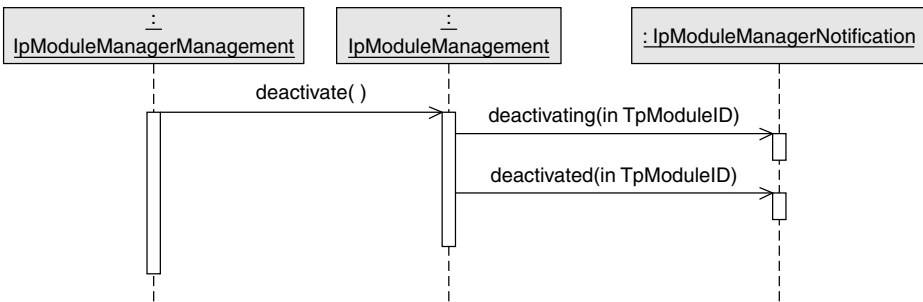 :
IpModuleManagerManagement
:
IpModuleManagement
: IpModuleManagerNotification
deactivate( )
deactivating(in TpModuleID)
deactivated(in TpModuleID)